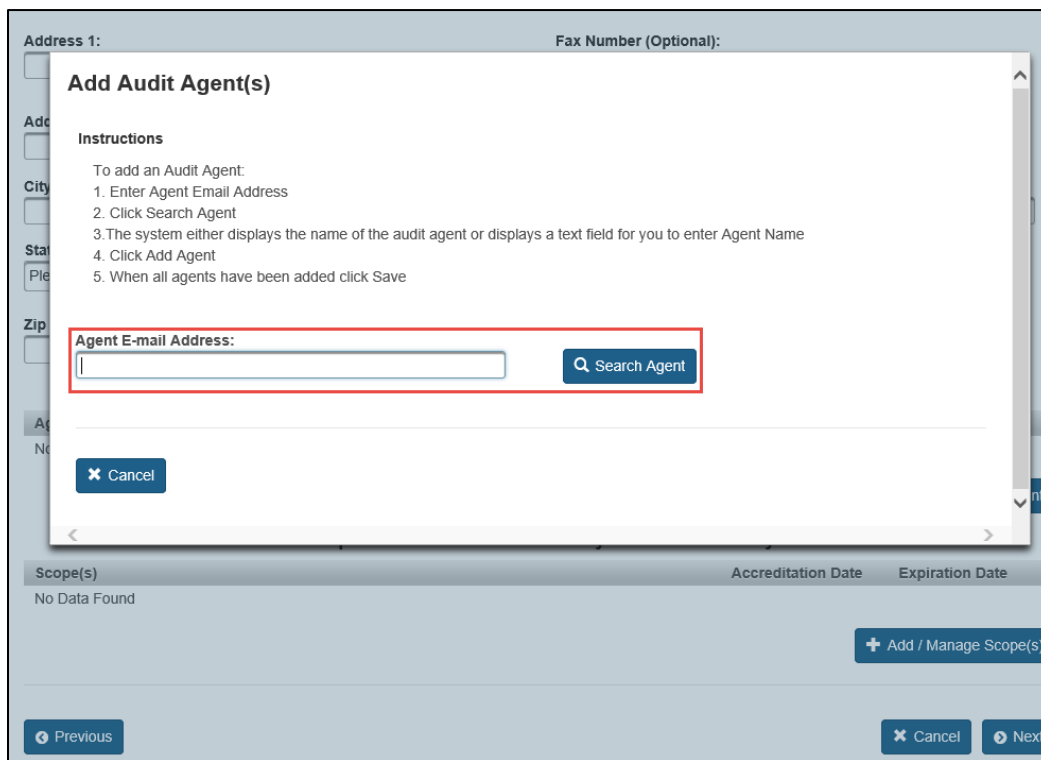 Address 1:
Fax Number (Optional):
Add Audit Agent(s)
Instructions
To add an Audit Agent:
1. Enter Agent Email Address
2. Click Search Agent
3.The system either displays the name of the audit agent or displays a text field for you to enter Agent Name
4. Click Add Agent
5. When all agents have been added click Save
City
Zip
Agent E-mail Address:
Search Agent
Cancel
Scope(s)
Accreditation Date
Expiration Date
No Data Found
Add / Manage Scope(s)
Previous
Cancel
Next